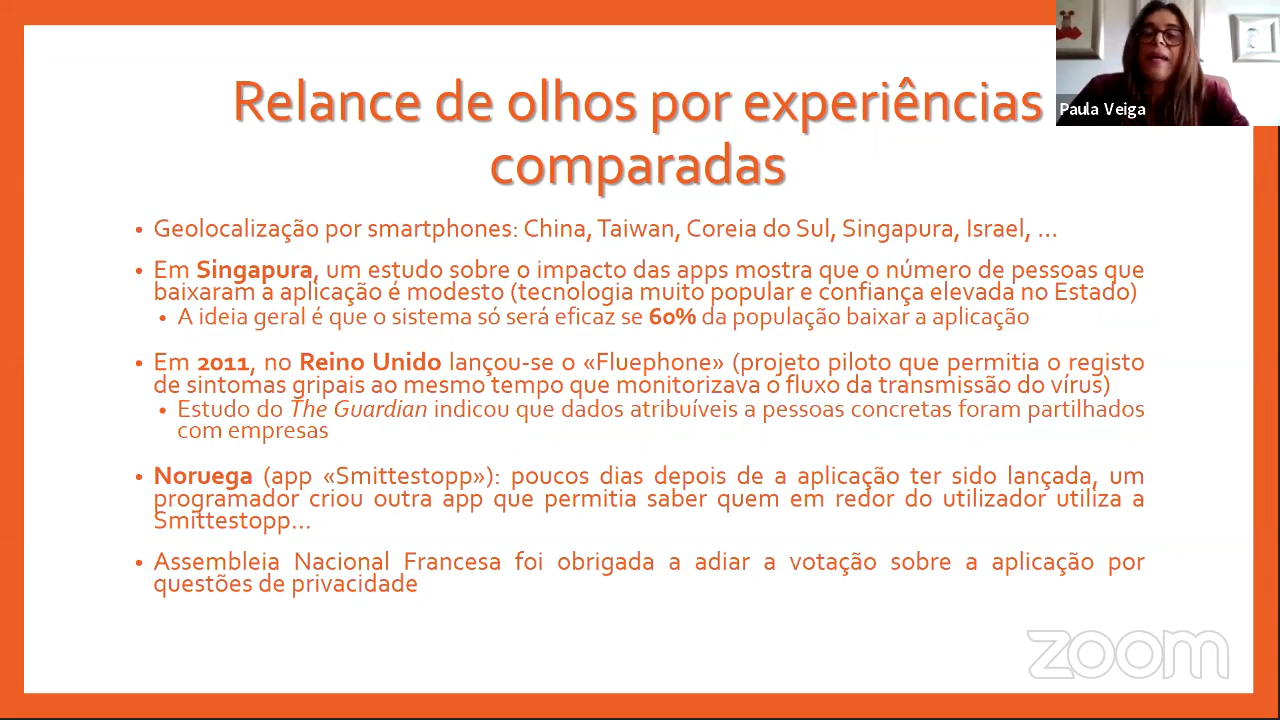 Relance de olhos por experiências
comparadas
Paula Veiga
• Geolocalização por smartphones: China, Taiwan, Coreia do Sul, Singapura, Israel, ...
• Em Singapura, um estudo sobre o impacto das apps mostra que o número de pessoas que
baixaram a aplicação é modesto (tecnologia muito popular e confiança elevada no Estado)
• A ideia geral é que o sistema só será eficaz se 60% da população baixar a aplicação
• Em 2011, no Reino Unido lançou-se o «Fluephone» (projeto piloto que permitia o registo
de sintomas gripais ao mesmo tempo que monitorizava o fluxo da transmissão do vírus)
• Estudo do The Guardian indicou que dados atribuíveis a pessoas concretas foram partilhados
com empresas
• Noruega (app «Smittestopp»): poucos dias depois de a aplicação ter sido lançada, um
programador criou outra app que permitia saber quem em redor do utilizador utiliza a
Smittestopp...
• Assembleia Nacional Francesa foi obrigada a adiar a votação sobre a aplicação por
questões de privacidade
zoom